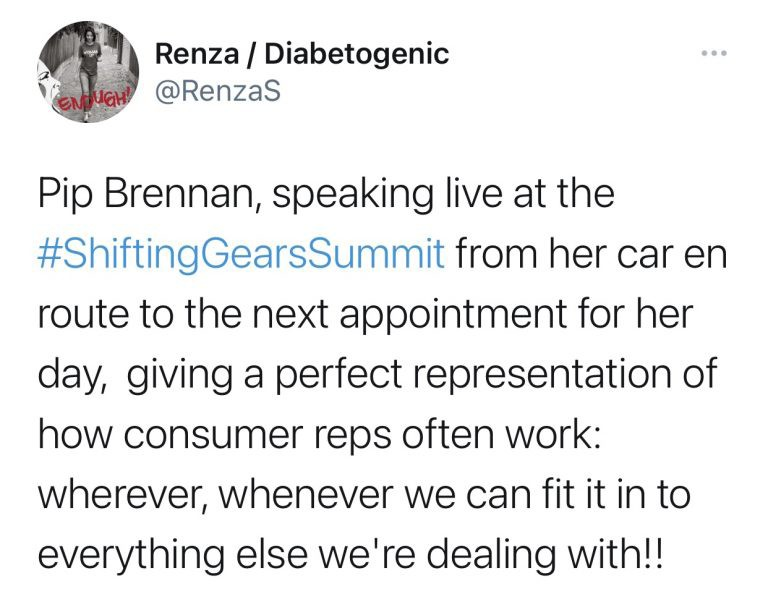 Renza / Diabetogenic
@RenzaS
ENOUGH!
Pip Brennan, speaking live at the
#ShiftingGearsSummit from her car en
route to the next appointment for her
day,  giving a perfect representation of
how consumer reps often work:
wherever, whenever we can fit it in to
everything else we're dealing with!!